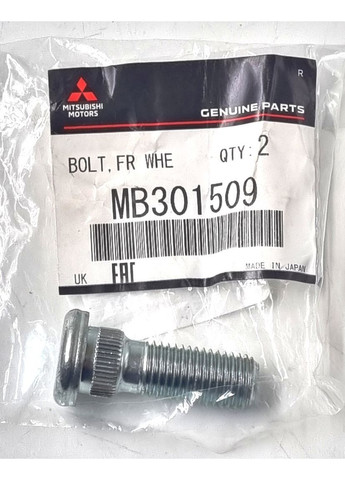 R
MITSUBISHI
MOTORS
GENUINE PARTS
BOLT, FR WHE QTY: 2
MB301509
UK EAC MADE IN JAPAN